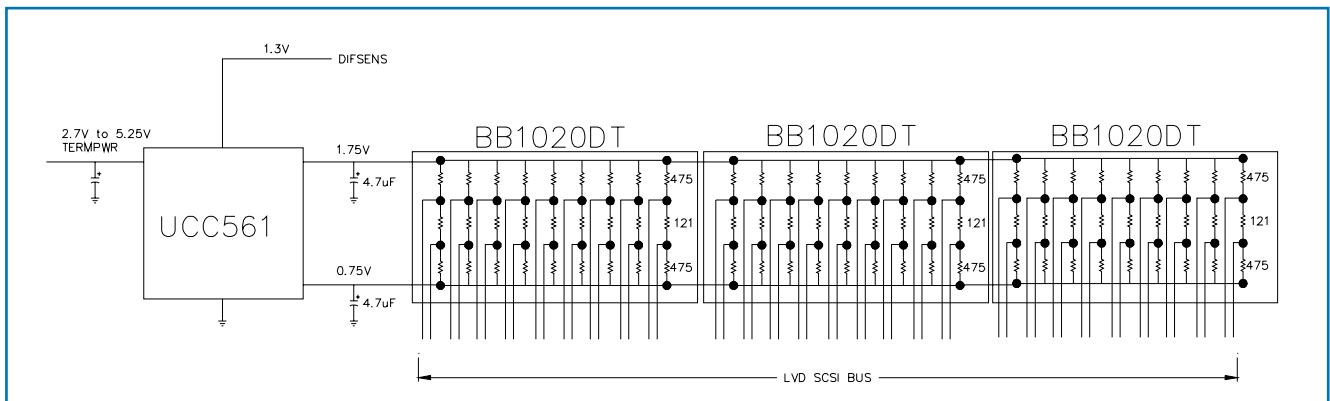 1.3V
DIFSENS
2.7V to 5.25V
TERMPWR
UCC561
1.75V
+
4.7uF
0.75V
+
4.7uF
+
BB1020DT
475
121
475
BB1020DT
475
121
475
BB1020DT
475
121
475
LVD SCSI BUS